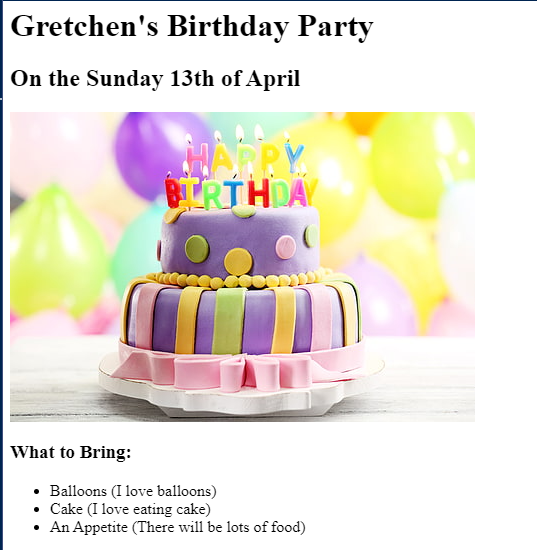 Gretchen's Birthday Party
On the Sunday 13th of April
HAPPY
BIRTHDAY
What to Bring:
Balloons (I love balloons)
Cake (I love eating cake)
An Appetite (There will be lots of food)